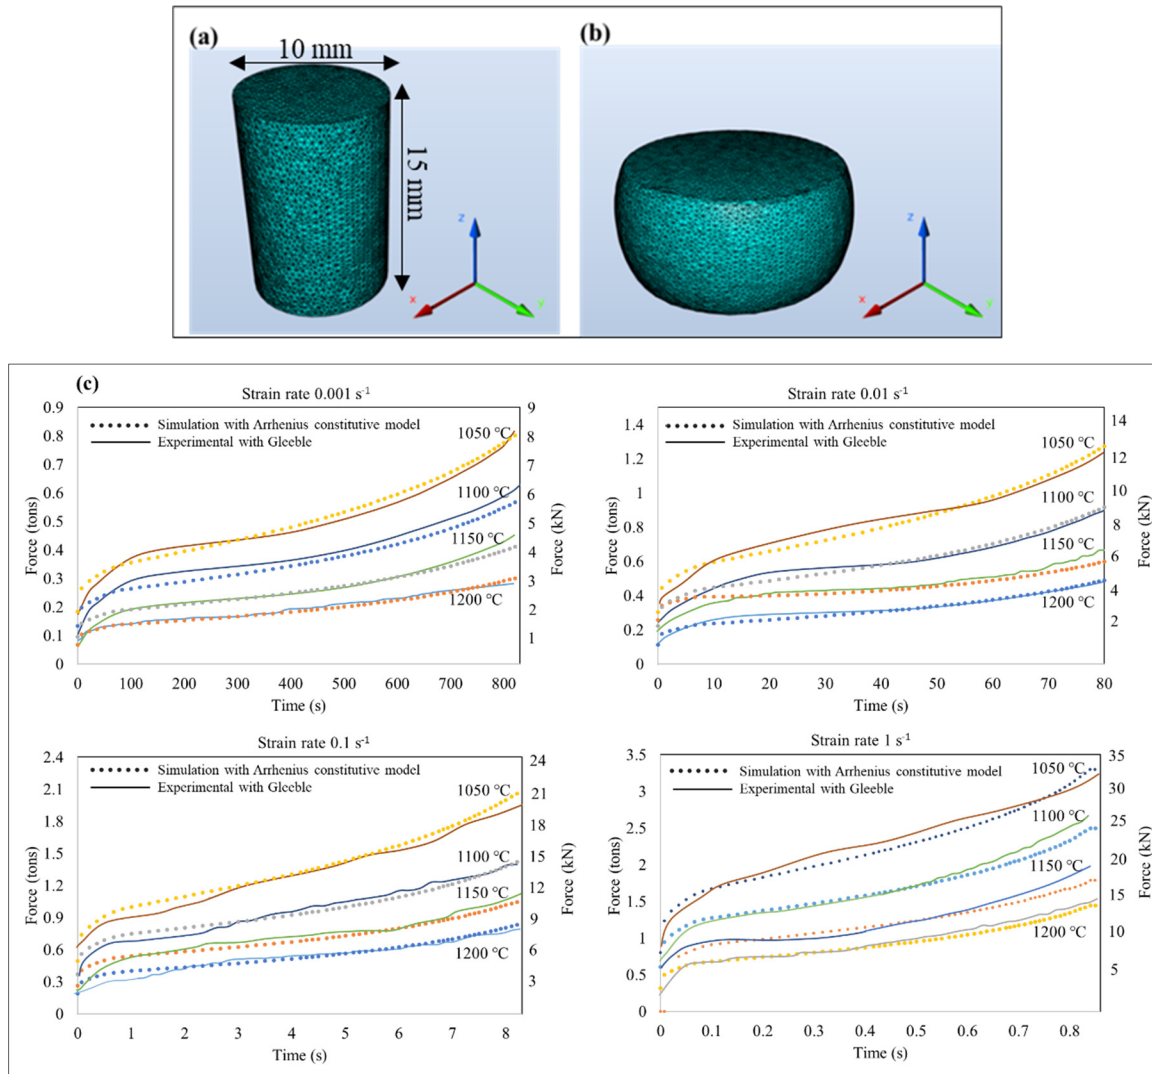 (a)
10 mm
15 mm
z
x
y
(b)
z
x
y
(c)
Strain rate 0.001 s-1
Simulation with Arrhenius constitutive model
Experimental with Gleeble
1050 °C
1100 °C
1150 °C
1200 °C
Force (tons)
0.9
0.8
0.7
0.6
0.5
0.4
0.3
0.2
0.1
0
Force (kN)
9
8
7
6
5
4
3
2
1
0 100 200 300 400 500 600 700 800
Time (s)
Strain rate 0.01 s-1
Simulation with Arrhenius constitutive model
Experimental with Gleeble
1050 °C
1100 °C
1150 °C
1200 °C
Force (tons)
1.4
1.2
1
0.8
0.6
0.4
0.2
0
Force (kN)
14
12
10
8
6
4
2
0 10 20 30 40 50 60 70 80
Time (s)
Strain rate 0.1 s-1
Simulation with Arrhenius constitutive model
Experimental with Gleeble
1050 °C
1100 °C
1150 °C
1200 °C
Force (tons)
2.4
2.1
1.8
1.5
1.2
0.9
0.6
0.3
0
Force (kN)
24
21
18
15
12
9
6
3
0 1 2 3 4 5 6 7 8
Time (s)
Strain rate 1 s-1
Simulation with Arrhenius constitutive model
Experimental with Gleeble
1050 °C
1100 °C
1150 °C
1200 °C
Force (tons)
3.5
3
2.5
2
1.5
1
0.5
0
Force (kN)
35
30
25
20
15
10
5
0 0.1 0.2 0.3 0.4 0.5 0.6 0.7 0.8
Time (s)